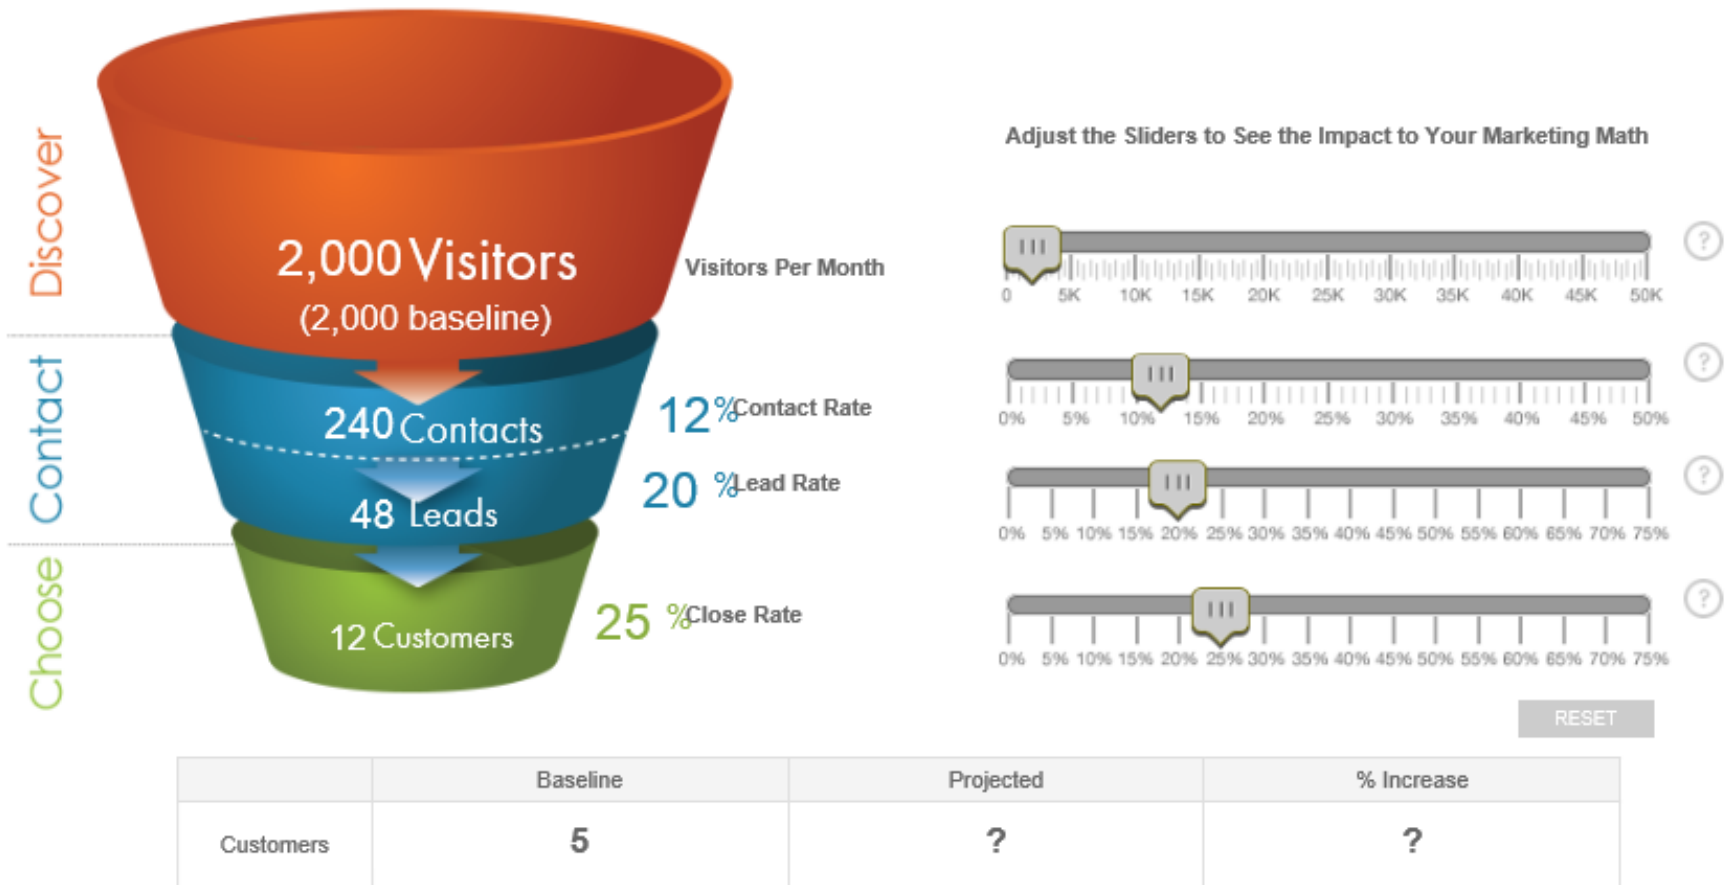 Discover
2,000 Visitors
(2,000 baseline)
Visitors Per Month
Contact
240 Contacts
12% Contact Rate
48 Leads
20 % Lead Rate
Choose
12 Customers
25 % Close Rate
Adjust the Sliders to See the Impact to Your Marketing Math
?
0 5K 10K 15K 20K 25K 30K 35K 40K 45K 50K
?
0% 5% 10% 15% 20% 25% 30% 35% 40% 45% 50%
?
0% 5% 10% 15% 20% 25% 30% 35% 40% 45% 50% 55% 60% 65% 70% 75%
?
0% 5% 10% 15% 20% 25% 30% 35% 40% 45% 50% 55% 60% 65% 70% 75%
RESET
Baseline Projected % Increase
Customers 5 ? ?